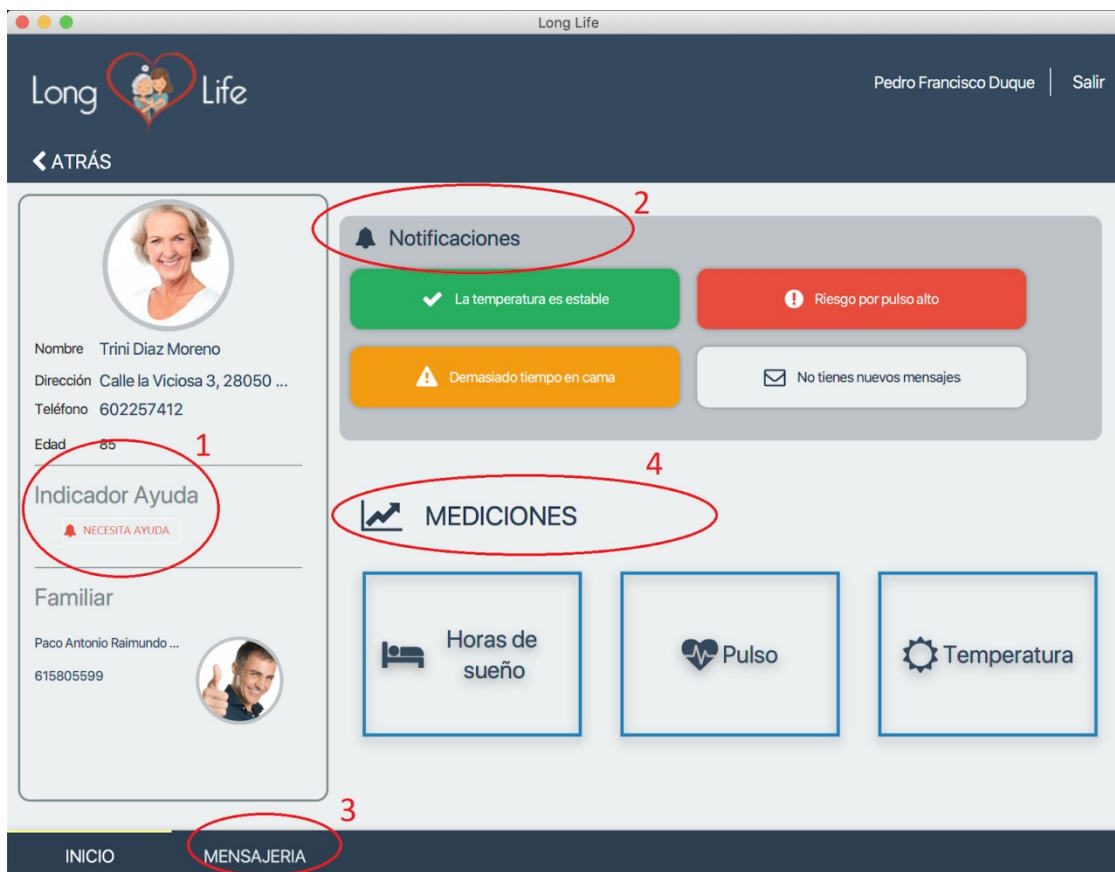 Long Life
Long Life
Pedro Francisco Duque
Salir
ATRÁS
Nombre Trini Diaz Moreno
Dirección Calle la Viciosa 3, 28050 ...
Teléfono 602257412
Edad 85
1
Indicador Ayuda
NECESITA AYUDA
Familiar
Paco Antonio Raimundo ...
615805599
2
Notificaciones
La temperatura es estable
Riesgo por pulso alto
Demasiado tiempo en cama
No tienes nuevos mensajes
4
MEDICIONES
Horas de
sueño
Pulso
Temperatura
3
INICIO
MENSAJERIA